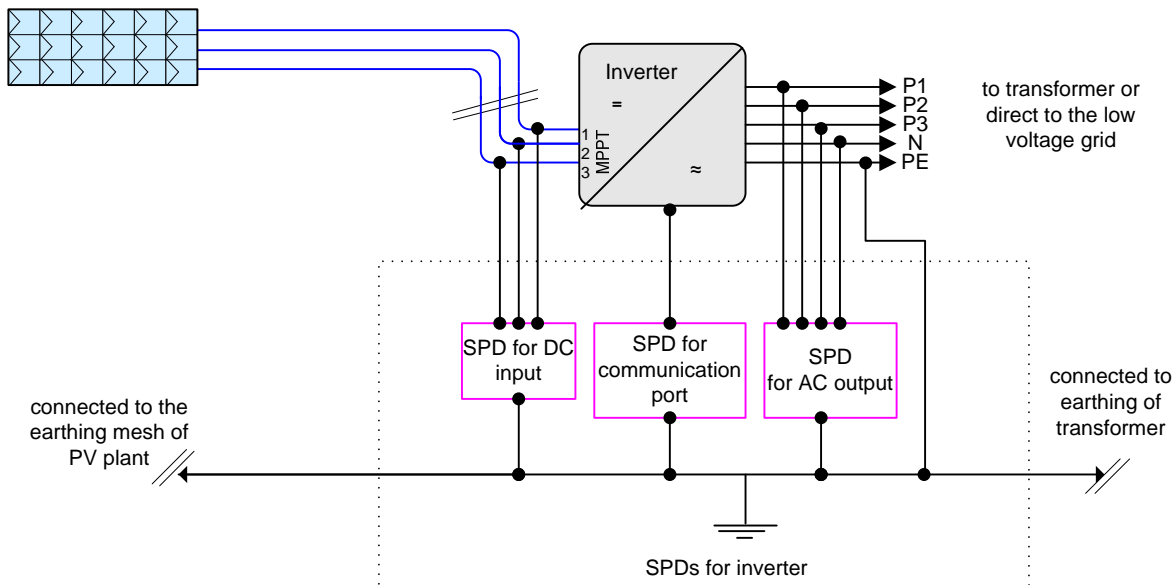 Inverter
=
≈
1
2
3
MPPT
P1
P2
P3
N
PE
to transformer or
direct to the low
voltage grid
SPD for DC
input
SPD for
communication
port
SPD
for AC output
connected to the
earthing mesh of
PV plant
connected to
earthing of
transformer
SPDs for inverter